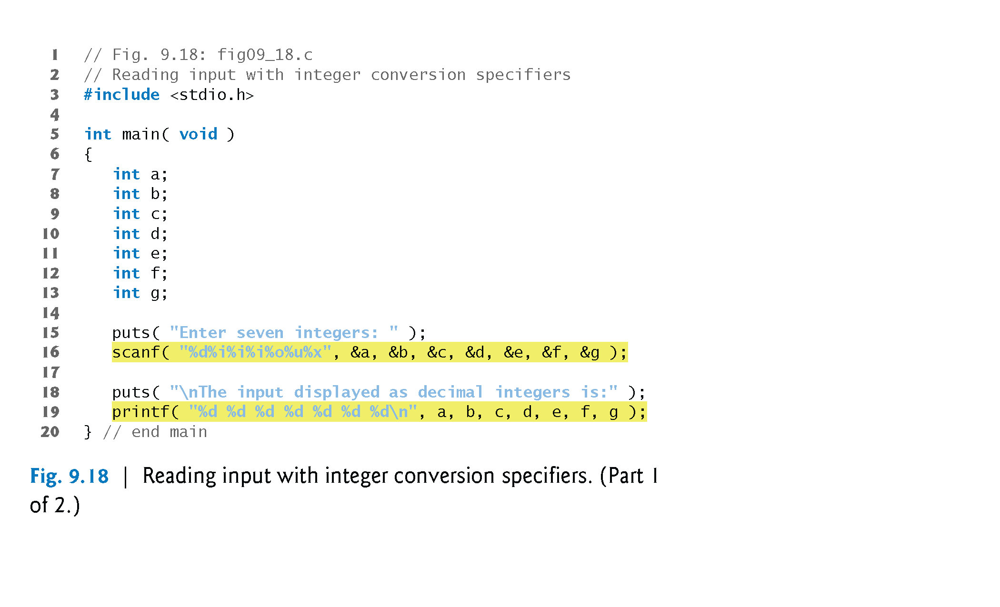 1 // Fig. 9.18: fig09_18.c
2 // Reading input with integer conversion specifiers
3 #include <stdio.h>
4
5 int main( void )
6 {
7    int a;
8    int b;
9    int c;
10    int d;
11    int e;
12    int f;
13    int g;
14
15    puts( "Enter seven integers: " );
16    scanf( "%d%i%i%i%o%u%x", &a, &b, &c, &d, &e, &f, &g );
17
18    puts( "\nThe input displayed as decimal integers is:" );
19    printf( "%d %d %d %d %d %d %d\n", a, b, c, d, e, f, g );
20 } // end main
Fig. 9.18 | Reading input with integer conversion specifiers. (Part 1
of 2.)